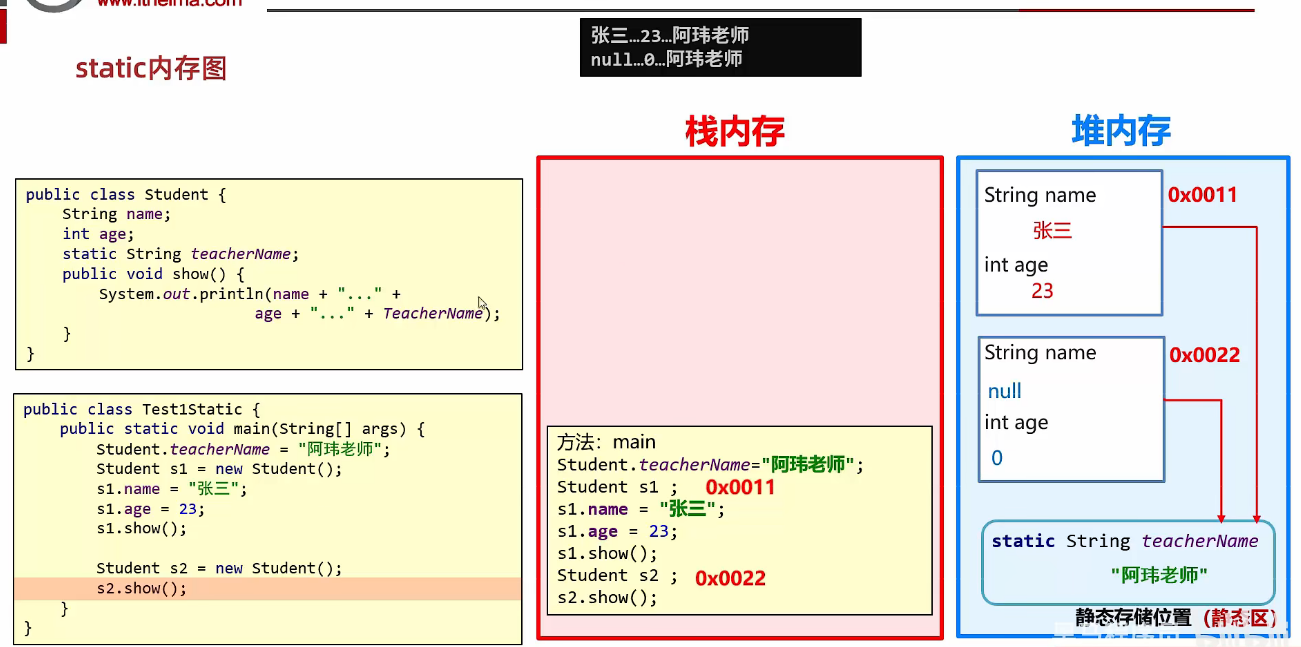 www.itheima.com
张三…23…阿玮老师
null…0…阿玮老师
static内存图
栈内存
堆内存
public class Student {
String name;
int age;
static String teacherName;
public void show() {
System.out.println(name + "..." +
age + "..." + TeacherName);
}
}
public class Test1Static {
public static void main(String[] args) {
Student.teacherName = "阿玮老师";
Student s1 = new Student();
s1.name = "张三";
s1.age = 23;
s1.show();
Student s2 = new Student();
s2.show();
}
}
方法：main
Student.teacherName="阿玮老师";
Student s1 ; 0x0011
s1.name = "张三";
s1.age = 23;
s1.show();
Student s2 ; 0x0022
s2.show();
String name 0x0011
张三
int age
23
String name 0x0022
null
int age
0
static String teacherName
"阿玮老师"
静态存储位置（静态区）